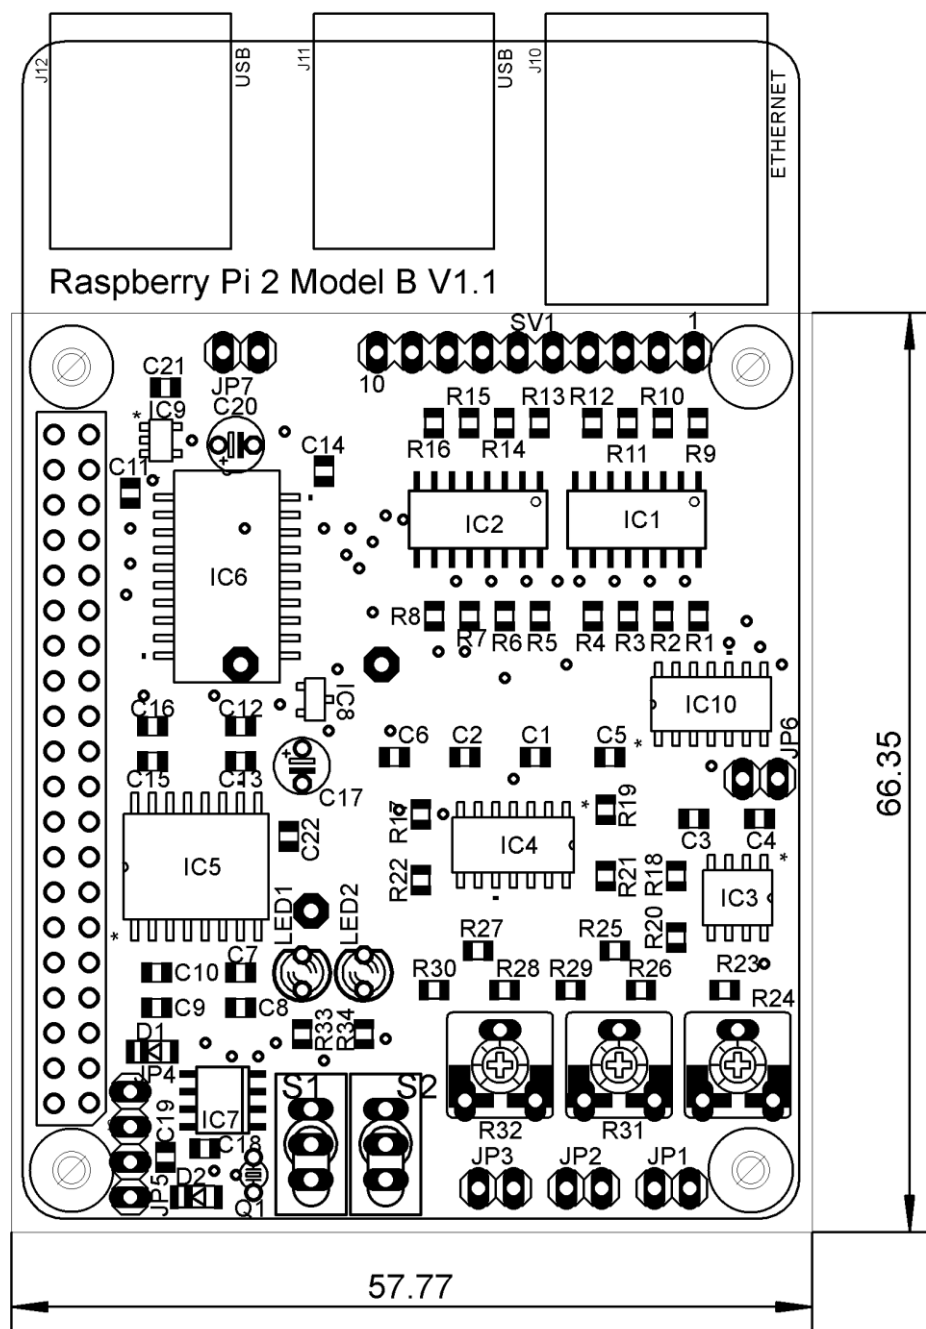 J12
USB
J11
USB
J10
ETHERNET
Raspberry Pi 2 Model B V1.1
SV1
1
10
JP7
C21
IC9
*
C20
+
C14
C11
R15
R13
R12
R10
R16
R14
R11
R9
IC2
IC1
IC6
R8
R7
R6
R5
R4
R3
R2
R1
IC8
IC10
*
JP6
C16
C12
C15
C13
+
C17
C6
C2
C1
C5
66.35
R17
*
R19
C3
C4
*
C22
IC5
*
IC4
R22
R21
R18
IC3
R20
LED1
LED2
R27
R25
C10
C7
R30
R28
R29
R26
R23
R24
C9
C8
R33
R34
D1
JP4
S1
S2
IC7
C19
C18
R32
R31
JP3
JP2
JP1
JP5
D2
Q1
57.77